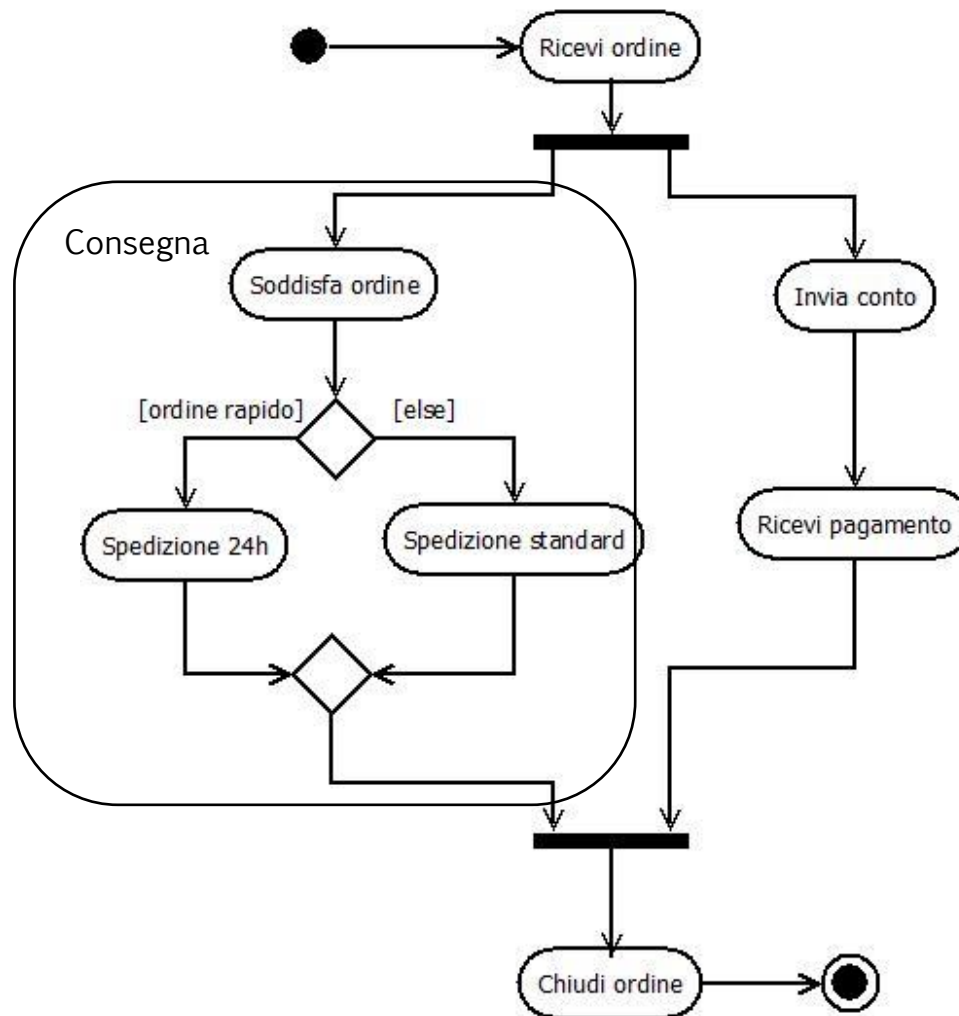 Ricevi ordine
Consegna
Soddisfa ordine
Invia conto
[ordine rapido]
[else]
Spedizione 24h
Spedizione standard
Ricevi pagamento
Chiudi ordine